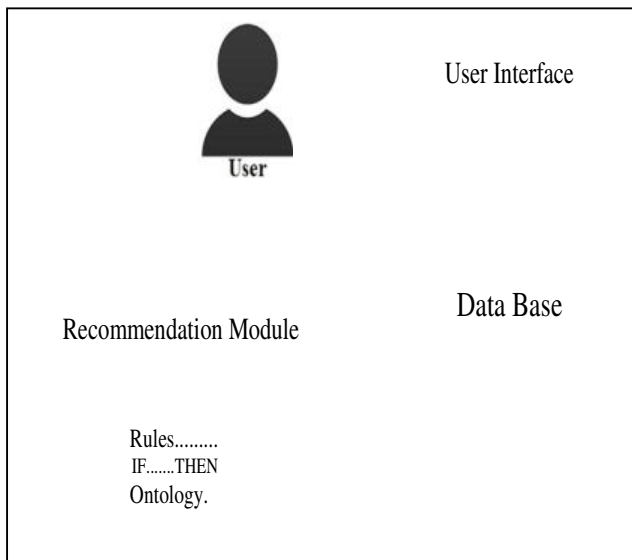 User Interface
User
Data Base
Recommendation Module
Rules.........
IF.......THEN
Ontology.